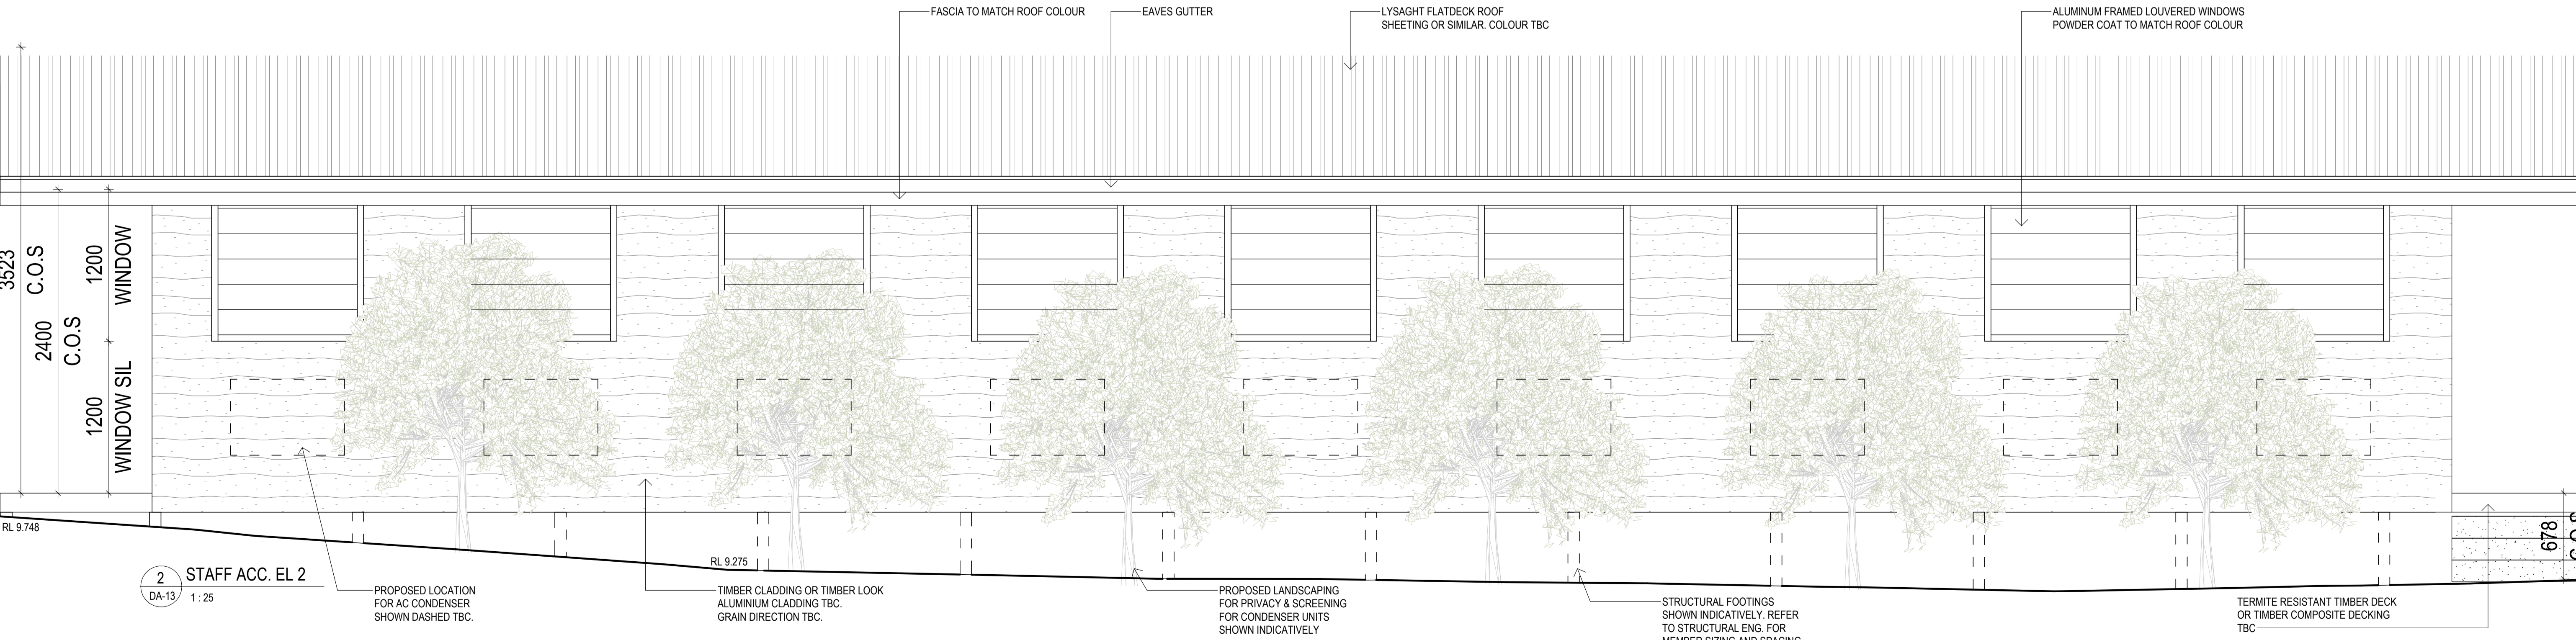 FASCIA TO MATCH ROOF COLOUR
EAVES GUTTER
LYSAGHT FLATDECK ROOF
SHEETING OR SIMILAR. COLOUR TBC
ALUMINUM FRAMED LOUVERED WINDOWS
POWDER COAT TO MATCH ROOF COLOUR
3523
C.O.S
2400
C.O.S
1200
WINDOW
1200
WINDOW SIL
RL 9.748
RL 9.275
678
C.O.S
2
DA-13
STAFF ACC. EL 2
1 : 25
PROPOSED LOCATION
FOR AC CONDENSER
SHOWN DASHED TBC.
TIMBER CLADDING OR TIMBER LOOK
ALUMINIUM CLADDING TBC.
GRAIN DIRECTION TBC.
PROPOSED LANDSCAPING
FOR PRIVACY & SCREENING
FOR CONDENSER UNITS
SHOWN INDICATIVELY
STRUCTURAL FOOTINGS
SHOWN INDICATIVELY. REFER
TO STRUCTURAL ENG. FOR
MEMBER SIZING AND SPACING
TERMITE RESISTANT TIMBER DECK
OR TIMBER COMPOSITE DECKING
TBC